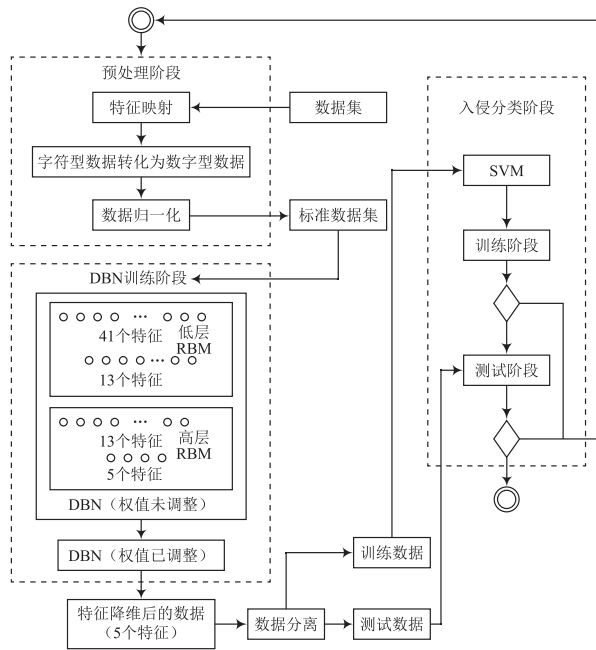 预处理阶段
特征映射
数据集
字符型数据转化为数字型数据
数据归一化
标准数据集
DBN训练阶段
41个特征
低层
RBM
13个特征
13个特征
高层
RBM
5个特征
DBN（权值未调整）
DBN（权值已调整）
特征降维后的数据
（5个特征）
数据分离
训练数据
测试数据
入侵分类阶段
SVM
训练阶段
测试阶段